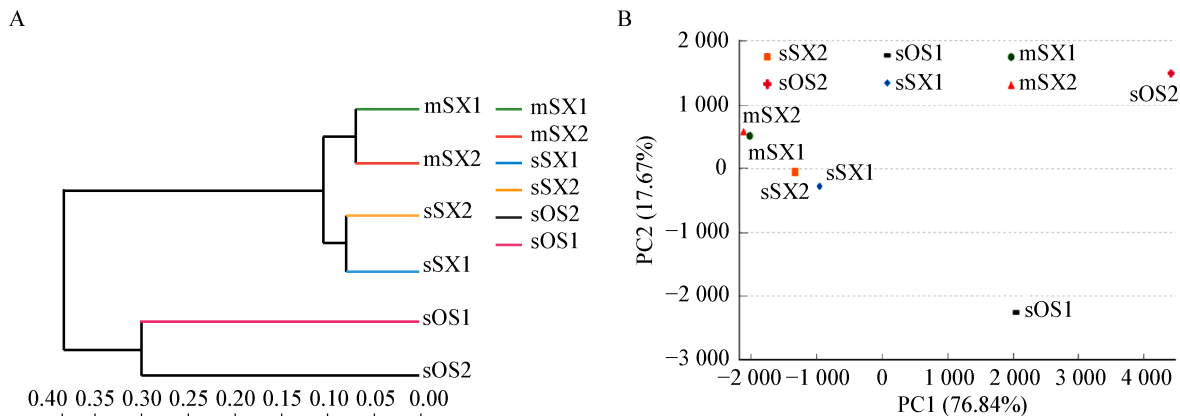 A
mSX1
mSX2
sSX2
sSX1
sOS1
sOS2
0.40 0.35 0.30 0.25 0.20 0.15 0.10 0.05 0.00
mSX1
mSX2
sSX1
sSX2
sOS2
sOS1
B
PC2 (17.67%)
2 000
1 000
0
−1 000
−2 000
−3 000
sSX2 sOS1 mSX1
sOS2 sSX1 mSX2
sOS2
mSX2
mSX1
sSX1
sSX2
sOS1
−2 000 −1 000 0 1 000 2 000 3 000 4 000
PC1 (76.84%)